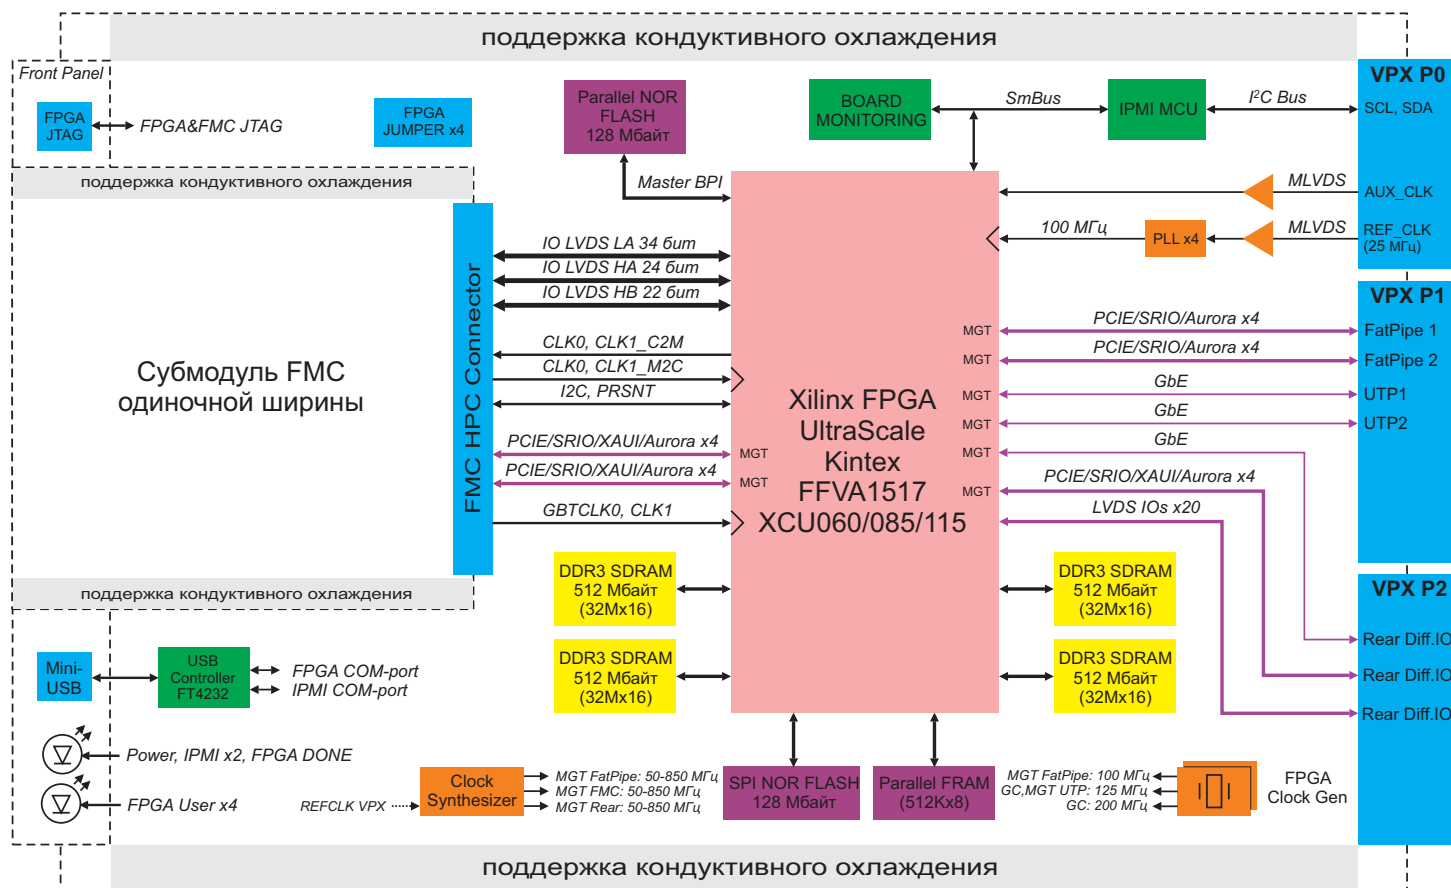 поддержка кондуктивного охлаждения
Front Panel
FPGA
JTAG
FPGA&FMC JTAG
FPGA
JUMPER x4
Parallel NOR
FLASH
128 Мбайт
Master BPI
BOARD
MONITORING
SmBus
IPMI MCU
I²C Bus
VPX P0
SCL, SDA
MLVDS
AUX_CLK
100 МГц
PLL x4
MLVDS
REF_CLK
(25 МГц)
поддержка кондуктивного охлаждения
Субмодуль FMC
одиночной ширины
FMC HPC Connector
IO LVDS LA 34 бит
IO LVDS HA 24 бит
IO LVDS HB 22 бит
CLK0, CLK1_C2M
CLK0, CLK1_M2C
I2C, PRSNT
PCIE/SRIO/XAUI/Aurora x4
MGT
PCIE/SRIO/XAUI/Aurora x4
MGT
GBTCLK0, CLK1
Xilinx FPGA
UltraScale
Kintex
FFVA1517
XCU060/085/115
VPX P1
MGT
PCIE/SRIO/Aurora x4
FatPipe 1
MGT
PCIE/SRIO/Aurora x4
FatPipe 2
MGT
GbE
UTP1
MGT
GbE
UTP2
MGT
GbE
MGT
PCIE/SRIO/XAUI/Aurora x4
LVDS IOs x20
VPX P2
Rear Diff.IO
Rear Diff.IO
Rear Diff.IO
DDR3 SDRAM
512 Мбайт
(32Mx16)
DDR3 SDRAM
512 Мбайт
(32Mx16)
DDR3 SDRAM
512 Мбайт
(32Mx16)
DDR3 SDRAM
512 Мбайт
(32Mx16)
поддержка кондуктивного охлаждения
Mini-
USB
USB
Controller
FT4232
FPGA COM-port
IPMI COM-port
Power, IPMI x2, FPGA DONE
FPGA User x4
REFCLK VPX
Clock
Synthesizer
MGT FatPipe: 50-850 МГц
MGT FMC: 50-850 МГц
MGT Rear: 50-850 МГц
SPI NOR FLASH
128 Мбайт
Parallel FRAM
(512Kx8)
MGT FatPipe: 100 МГц
GC,MGT UTP: 125 МГц
GC: 200 МГц
FPGA
Clock Gen
поддержка кондуктивного охлаждения